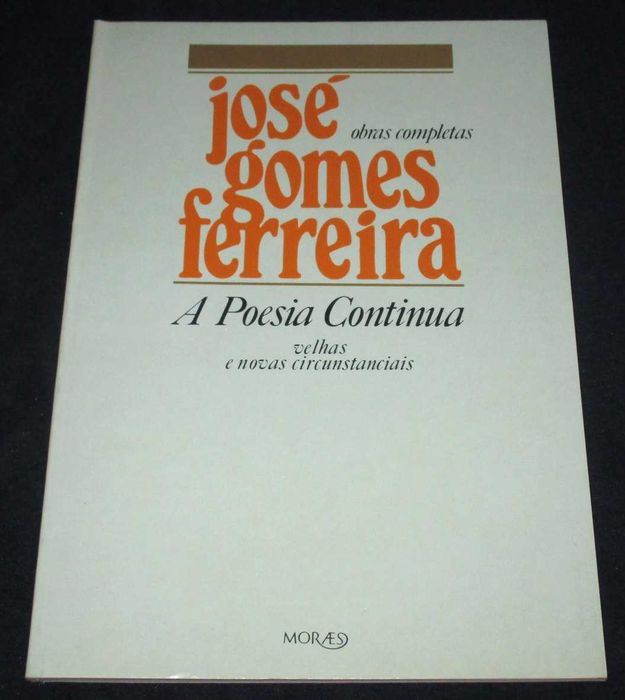 josé
obras completas
gomes
ferreira
A Poesia Continua
velhas
e novas circunstanciais
MORÆS